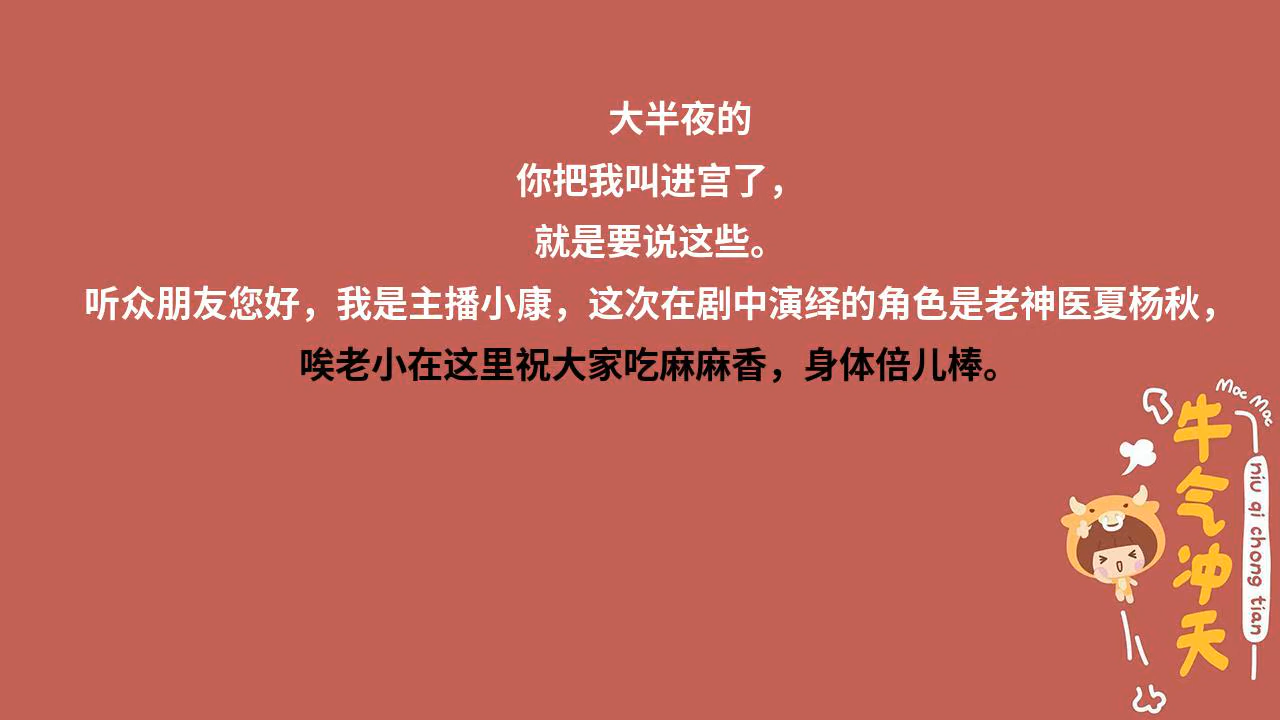 大半夜的
你把我叫进宫了，
就是要说这些。
听众朋友您好，我是主播小康，这次在剧中演绎的角色是老神医夏杨秋，
唉老小在这里祝大家吃麻麻香，身体倍儿棒。
Moc Moc
牛气冲天
niu qi chong tian